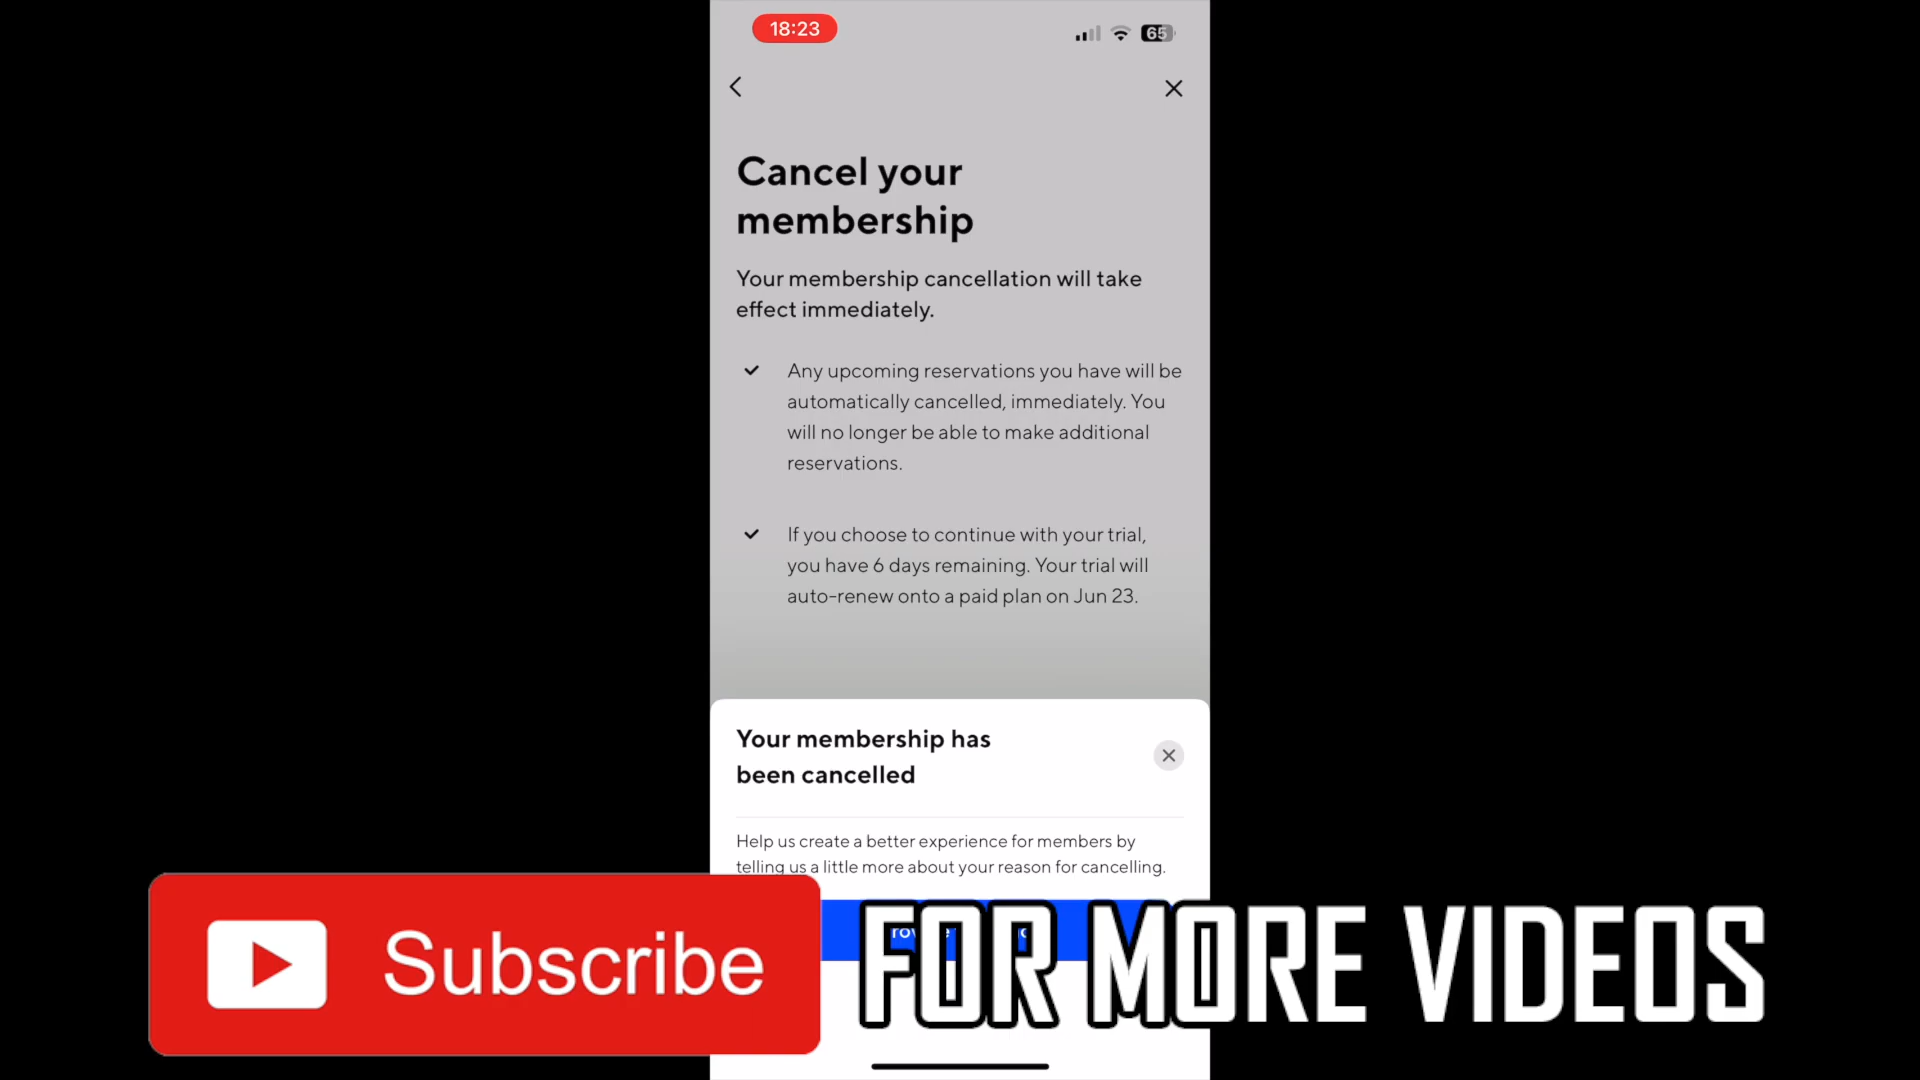 18:23
65
Cancel your
membership
Your membership cancellation will take
effect immediately.
Any upcoming reservations you have will be
automatically cancelled, immediately. You
will no longer be able to make additional
reservations.
If you choose to continue with your trial,
you have 6 days remaining. Your trial will
auto-renew onto a paid plan on Jun 23.
Your membership has
been cancelled
Help us create a better experience for members by
telling us a little more about your reason for cancelling.
Subscribe
FOR MORE VIDEOS